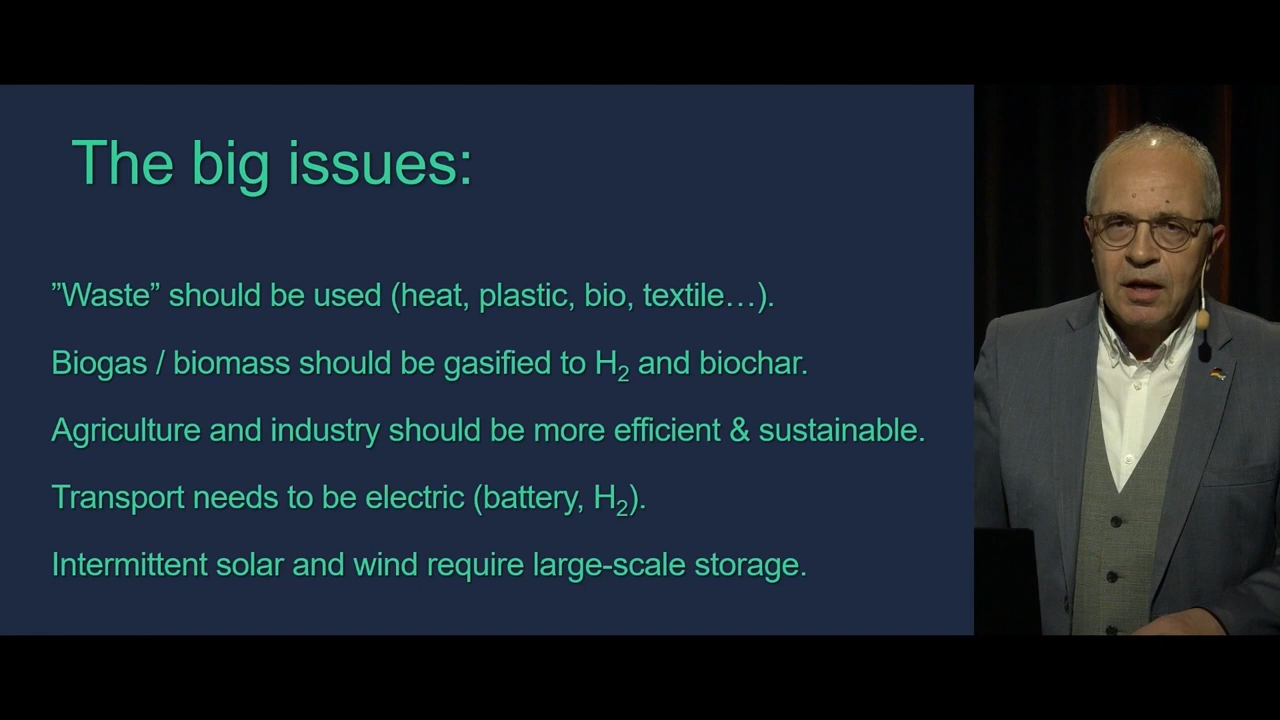 The big issues:
”Waste” should be used (heat, plastic, bio, textile…).
Biogas / biomass should be gasified to H₂ and biochar.
Agriculture and industry should be more efficient & sustainable.
Transport needs to be electric (battery, H₂).
Intermittent solar and wind require large-scale storage.